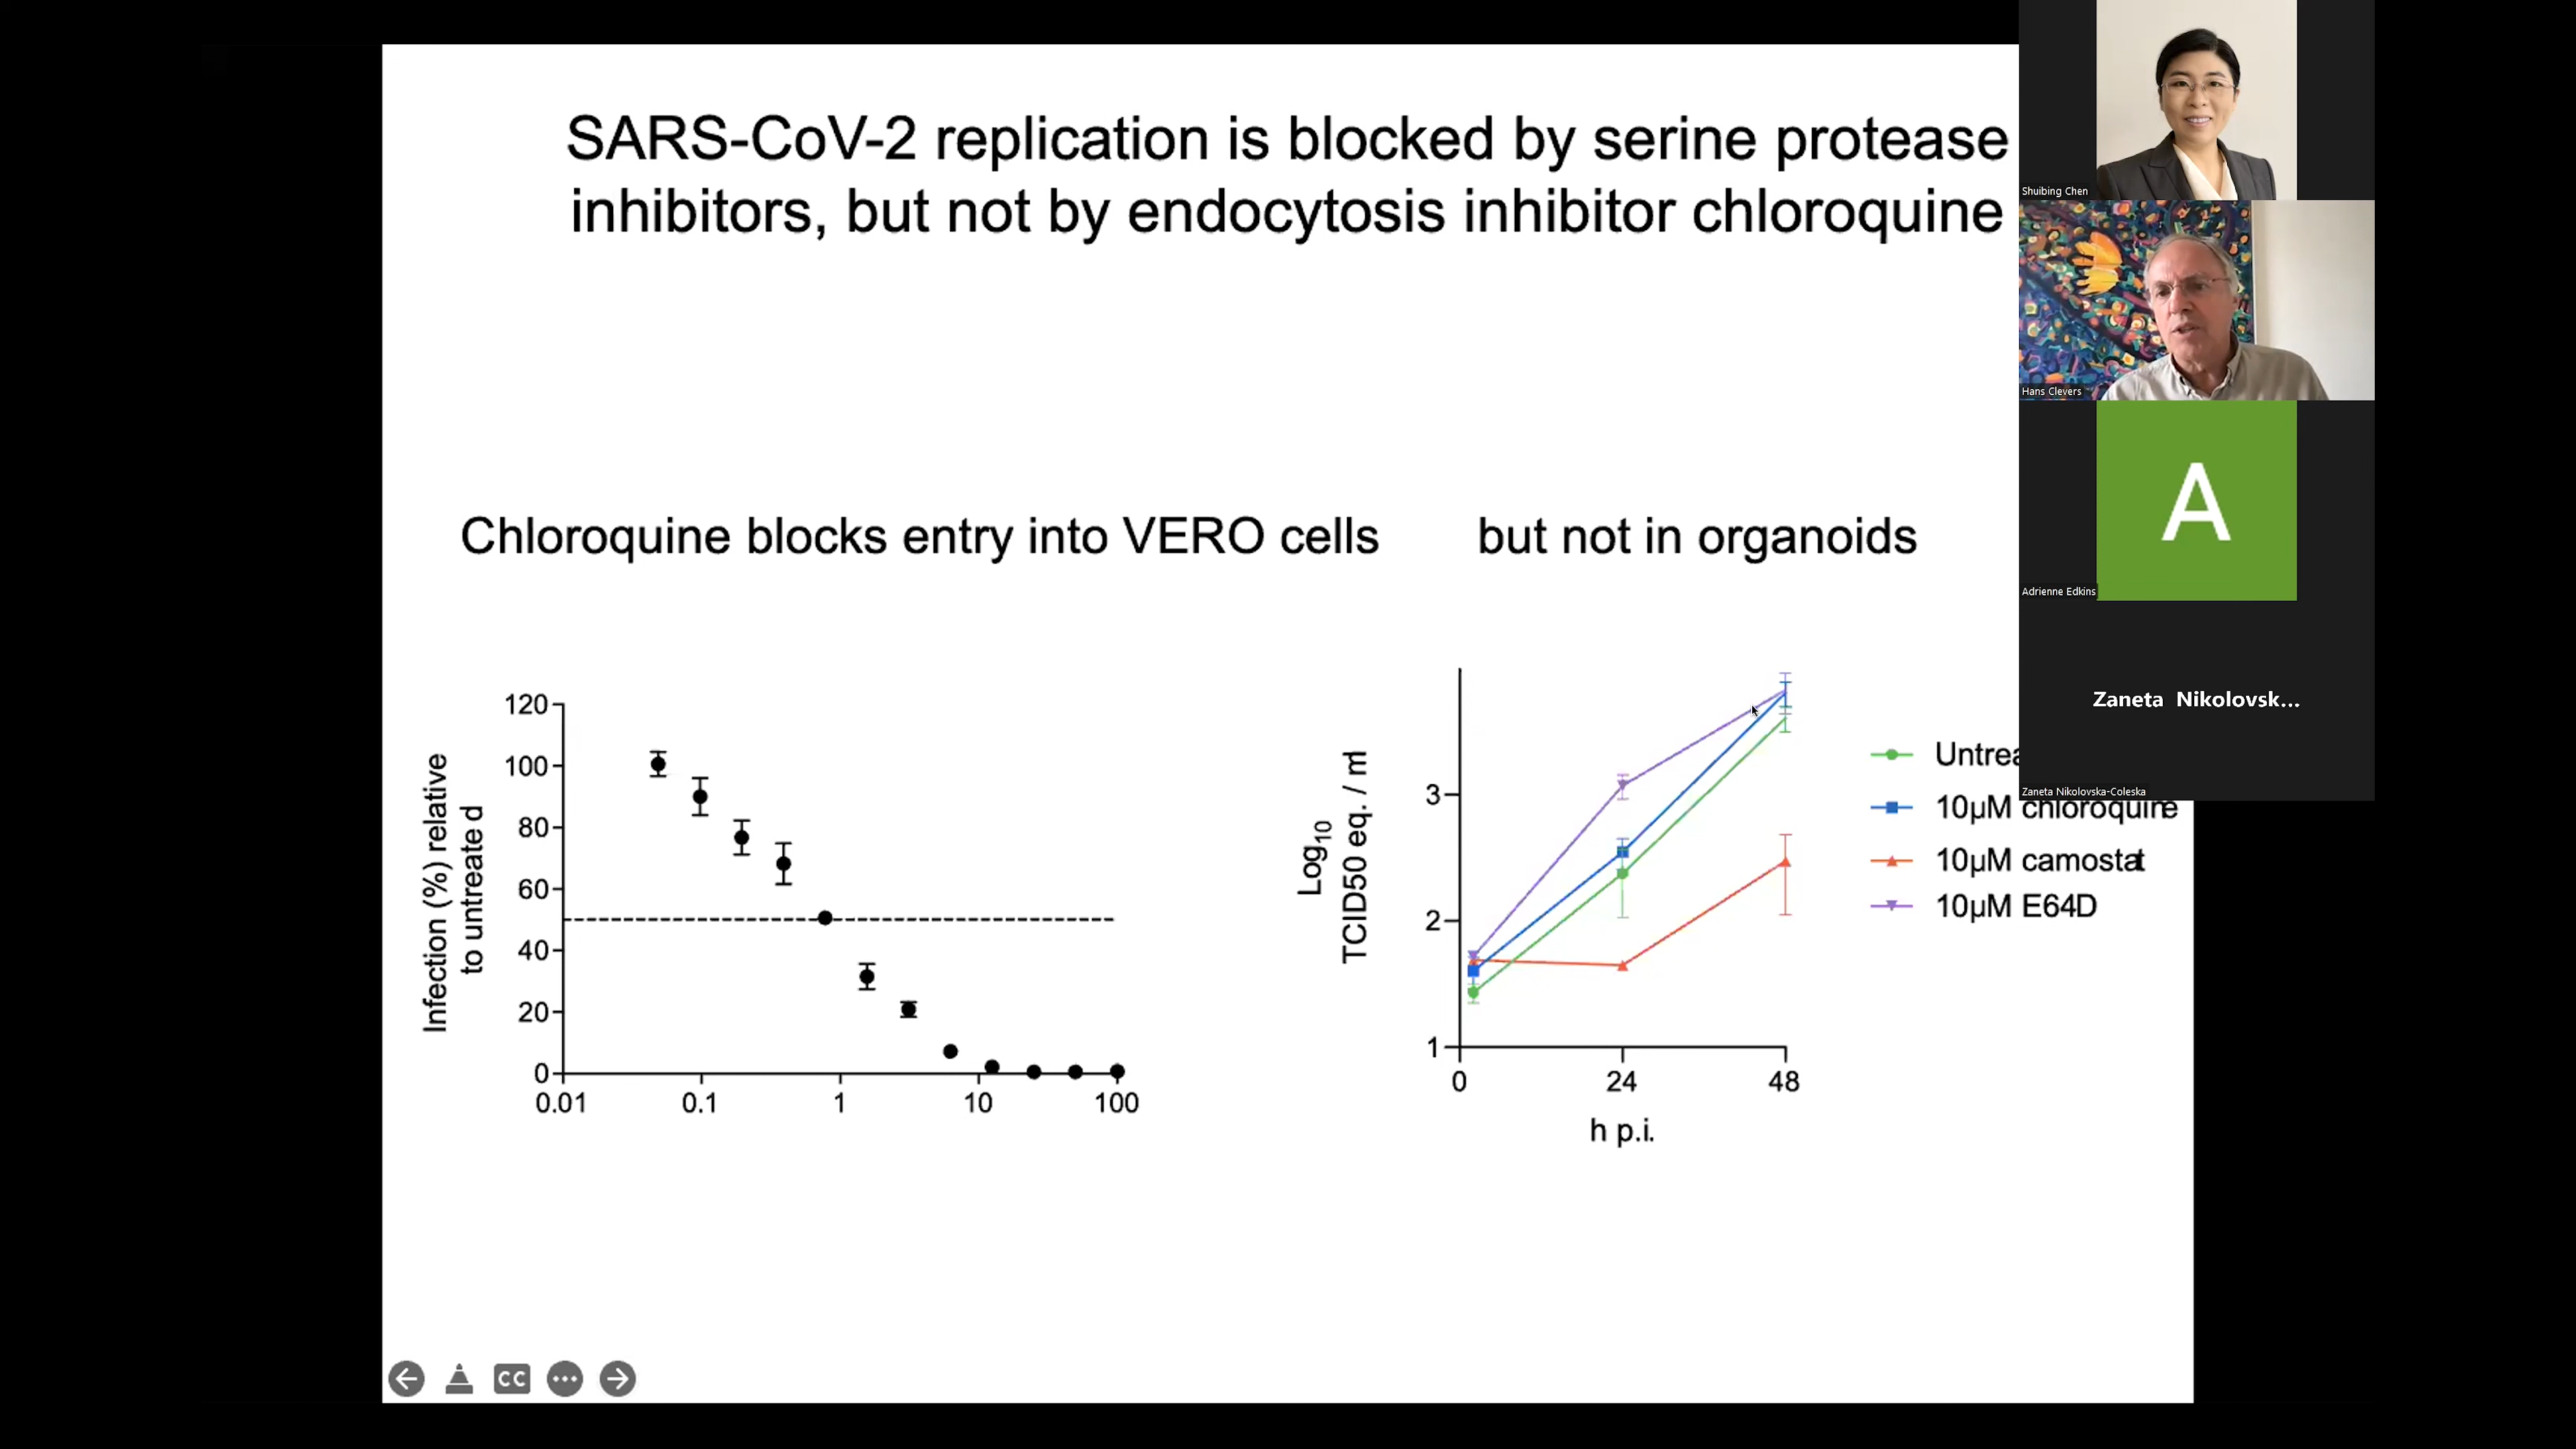 SARS-CoV-2 replication is blocked by serine protease
inhibitors, but not by endocytosis inhibitor chloroquine
Chloroquine blocks entry into VERO cells
but not in organoids
Infection (%) relative
to untreate d
120
100
80
60
40
20
0
0.01
0.1
1
10
100
Log10
TCID50 eq. / ml
3
2
1
0
24
48
h p.i.
Untrea
10µM chloroquine
10µM camostat
10µM E64D
Shuibing Chen
Hans Clevers
A
Adrienne Edkins
Zaneta Nikolovsk...
Zaneta Nikolovska-Coleska
CC